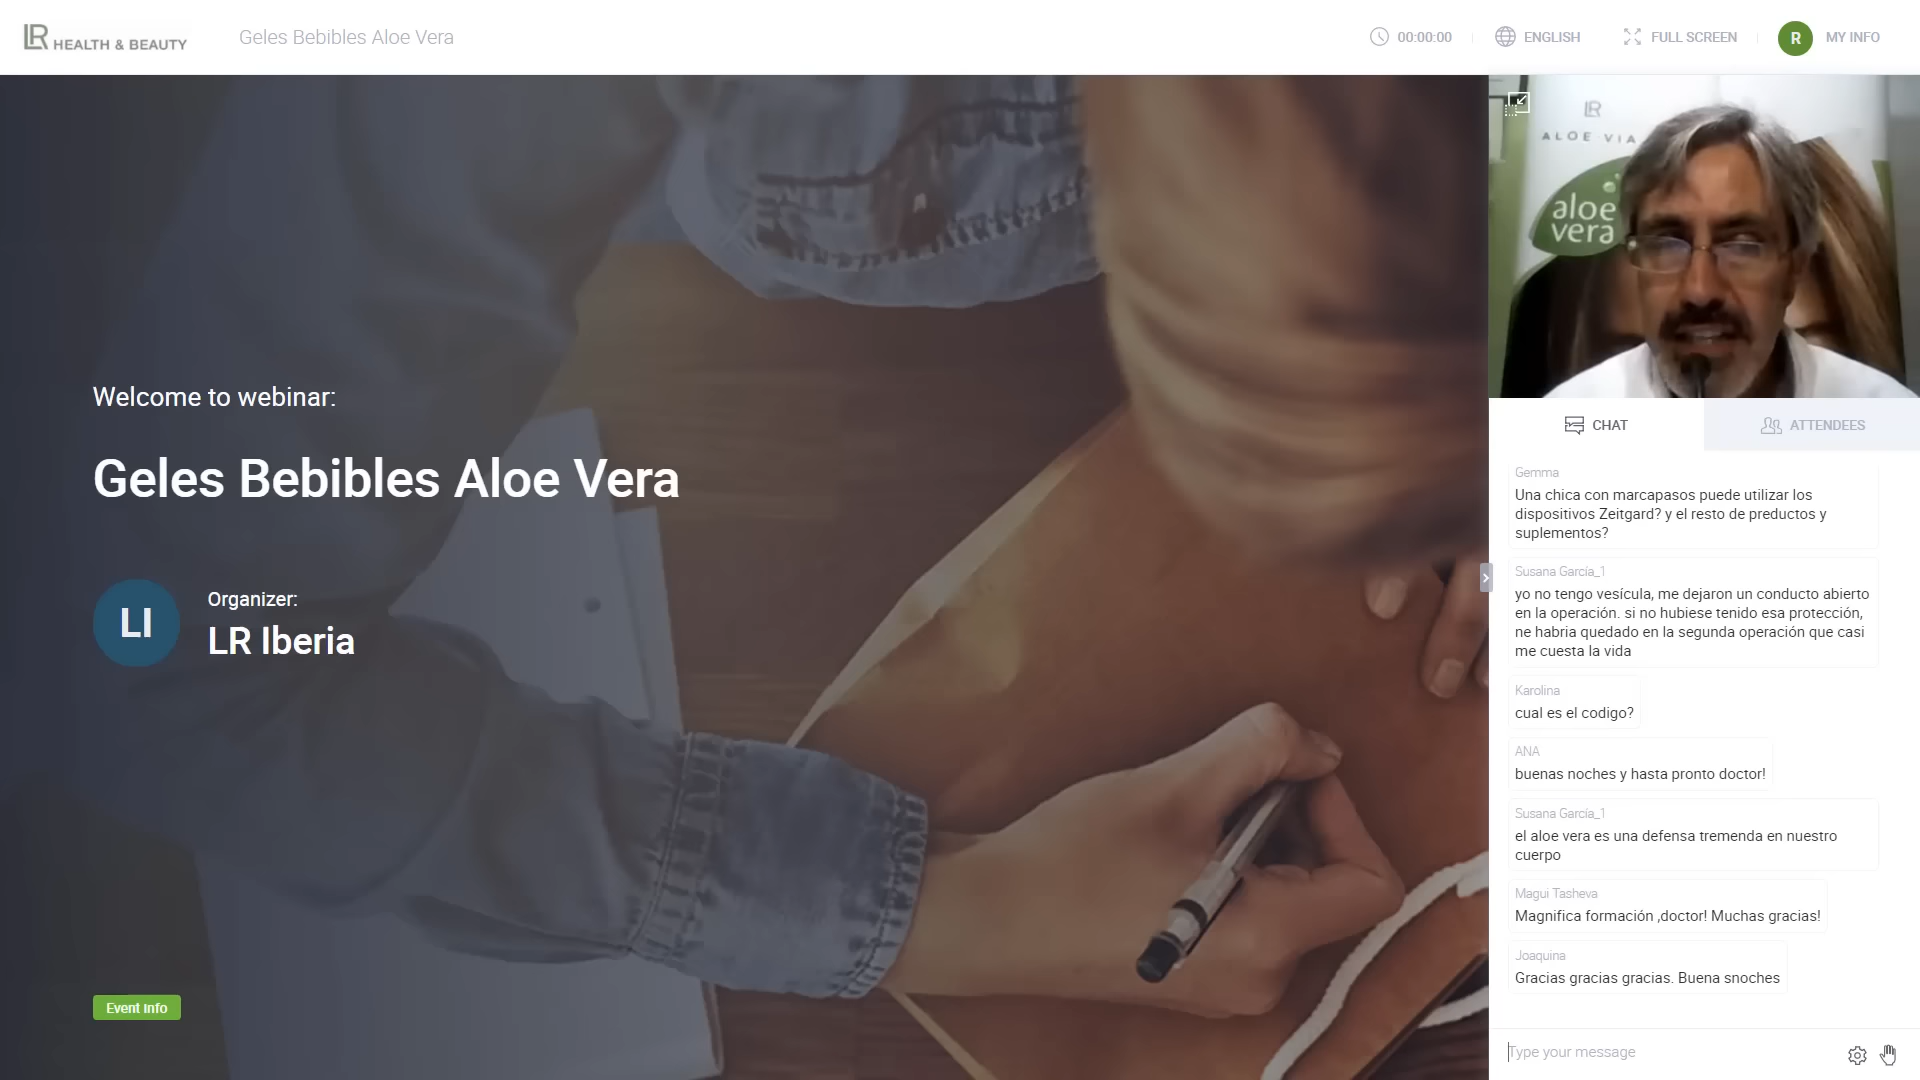 LR HEALTH & BEAUTY
Geles Bebibles Aloe Vera
00:00:00
ENGLISH
FULL SCREEN
R
MY INFO
LR
ALOE VIA
aloe
vera
Welcome to webinar:
Geles Bebibles Aloe Vera
LI
Organizer:
LR Iberia
Event Info
CHAT
ATTENDEES
Gemma
Una chica con marcapasos puede utilizar los
dispositivos Zeitgard? y el resto de preductos y
suplementos?
Susana García_1
yo no tengo vesícula, me dejaron un conducto abierto
en la operación. si no hubiese tenido esa protección,
ne habria quedado en la segunda operación que casi
me cuesta la vida
Karolina
cual es el codigo?
ANA
buenas noches y hasta pronto doctor!
Susana García_1
el aloe vera es una defensa tremenda en nuestro
cuerpo
Magui Tasheva
Magnifica formación ,doctor! Muchas gracias!
Joaquina
Gracias gracias gracias. Buena snoches
Type your message